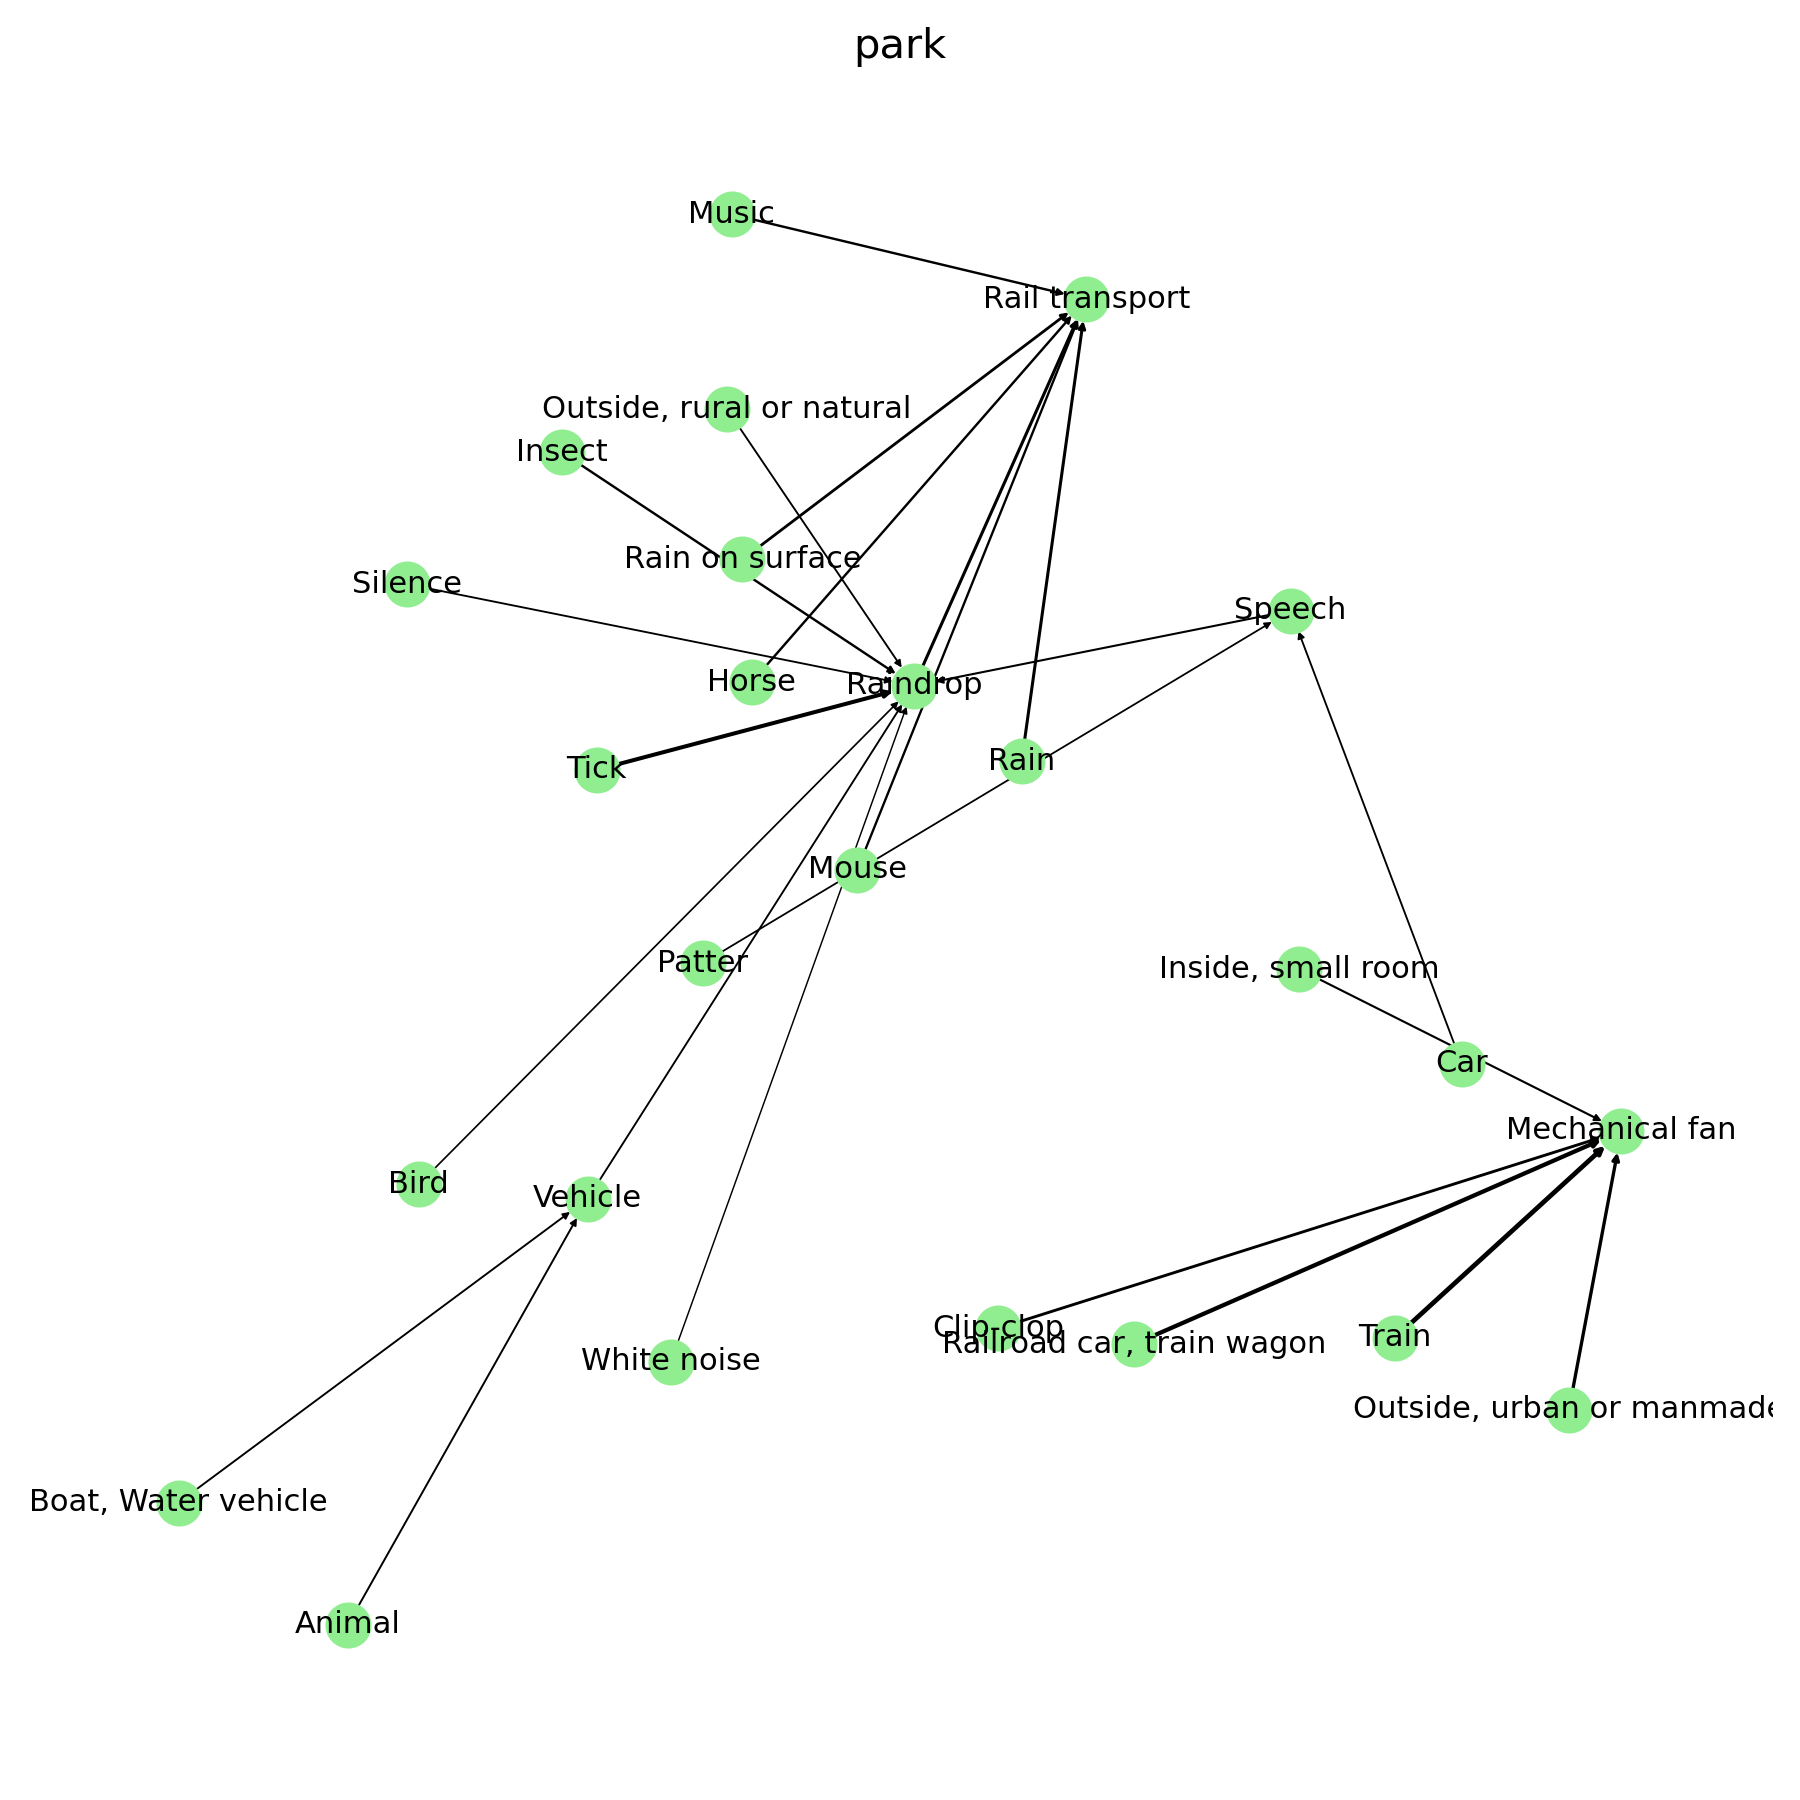 park
Music
Rail transport
Outside, rural or natural
Insect
Rain on surface
Silence
Speech
Horse
Raindrop
Tick
Rain
Mouse
Patter
Inside, small room
Car
Mechanical fan
Bird
Vehicle
Clip-clop
Railroad car, train wagon
Train
White noise
Outside, urban or manmade
Boat, Water vehicle
Animal